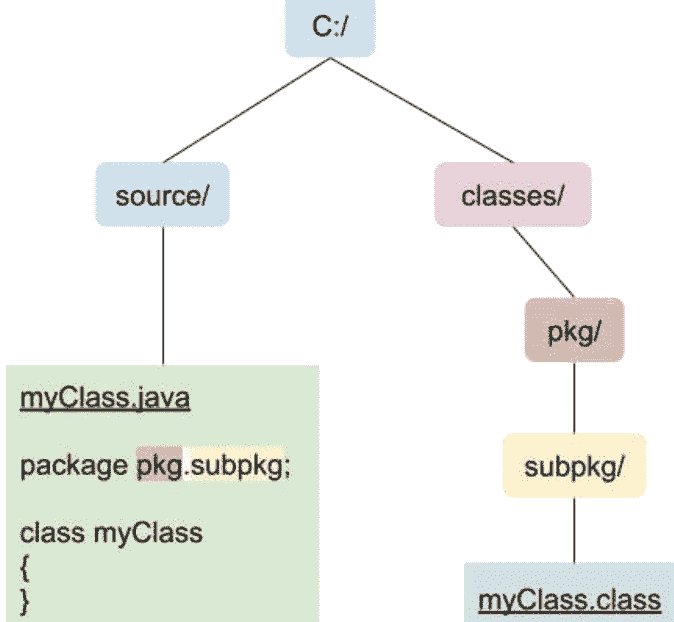 C:/
source/
classes/
pkg/
myClass.java
package pkg.subpkg;
subpkg/
class myClass
{
}
myClass.class